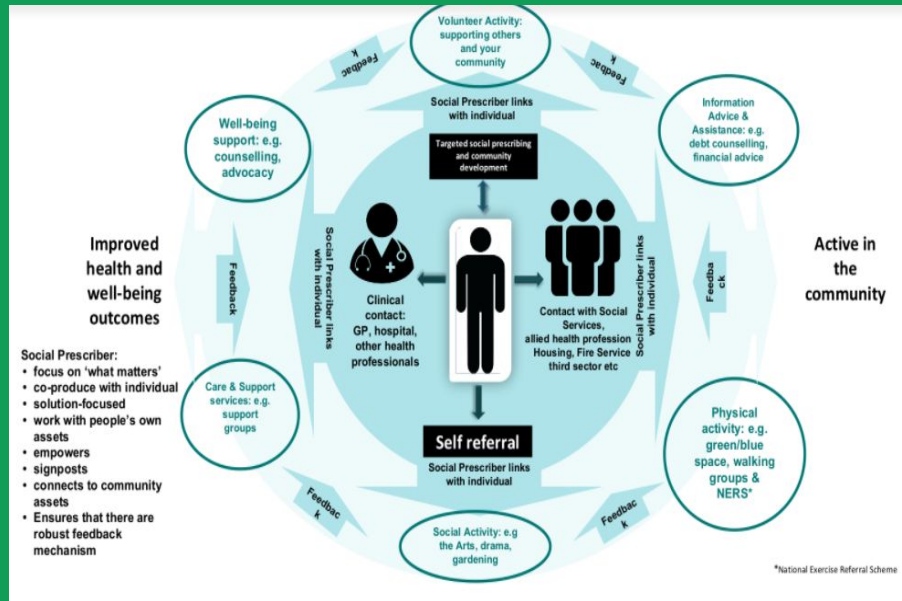 Volunteer Activity:
supporting others
and your
community
Feedbac
k
Feedbac
k
Social Prescriber links
with individual
Information
Advice &
Assistance: e.g.
debt counselling,
financial advice
Well-being
support: e.g.
counselling,
advocacy
Targeted social prescribing
and community
development
Improved
health and
well-being
outcomes
Feedback
Social Prescriber links
with individual
Clinical
contact:
GP, hospital,
other health
professionals
Contact with Social
Services,
allied health profession
Housing, Fire Service
third sector etc
Social Prescriber links
with individual
Feedba
ck
Active in
the
community
Social Prescriber:
• focus on ‘what matters’
• co-produce with individual
• solution-focused
• work with people’s own
assets
• empowers
• signposts
• connects to community
assets
• Ensures that there are
robust feedback
mechanism
Care & Support
services: e.g.
support
groups
Self referral
Social Prescriber links
with individual
Physical
activity: e.g.
green/blue
space, walking
groups &
NERS*
Feedbac
k
Feedbac
k
Social Activity: e.g
the Arts, drama,
gardening
*National Exercise Referral Scheme